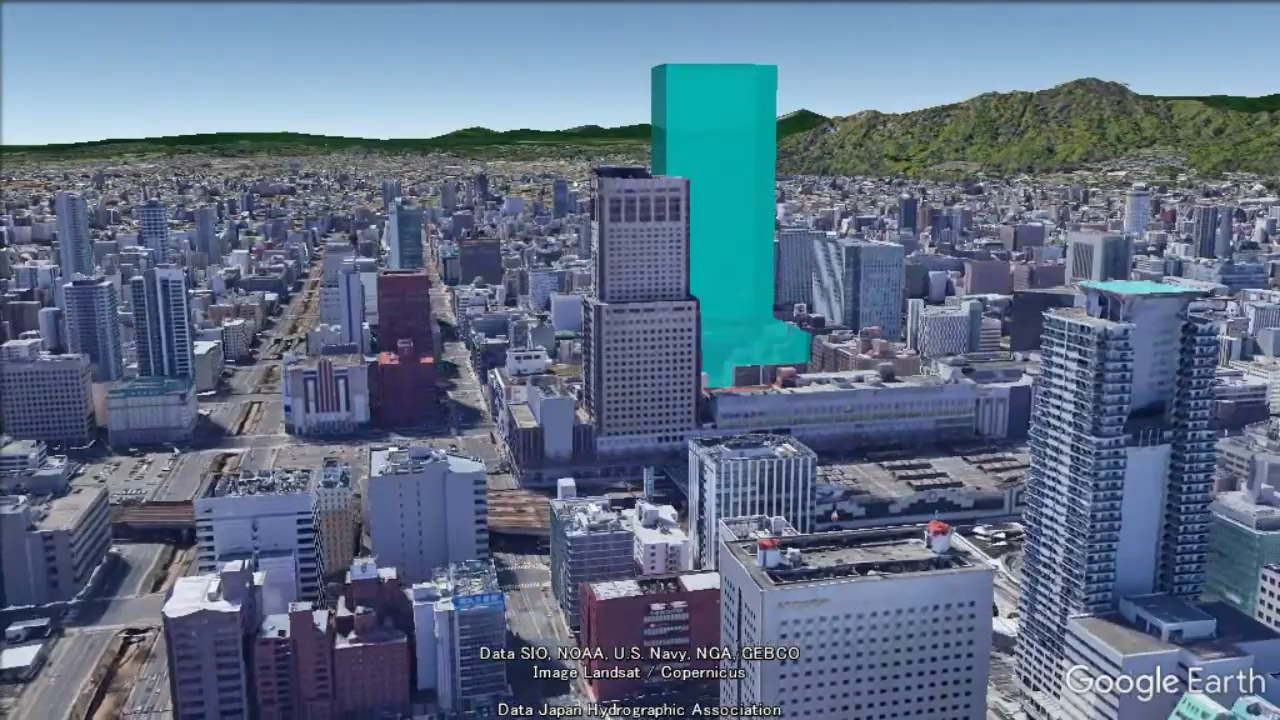 Data SIO, NOAA, U.S. Navy, NGA, GEBCO
Image Landsat / Copernicus
Data Japan Hydrographic Association
Google Earth